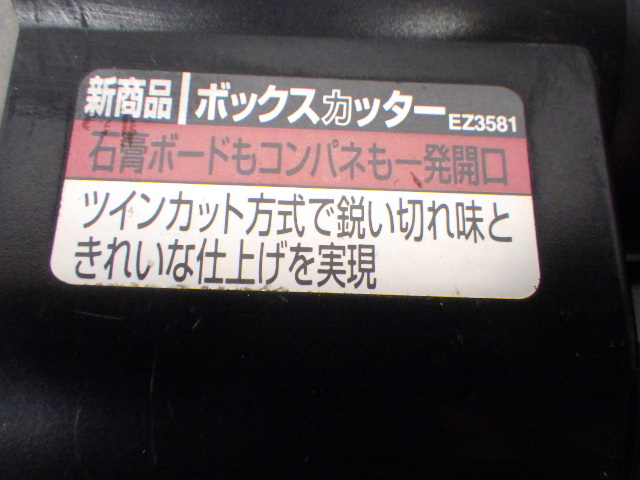 新商品 ボックスカッター EZ3581
石膏ボードもコンパネも一発開口
ツインカット方式で鋭い切れ味と
きれいな仕上げを実現